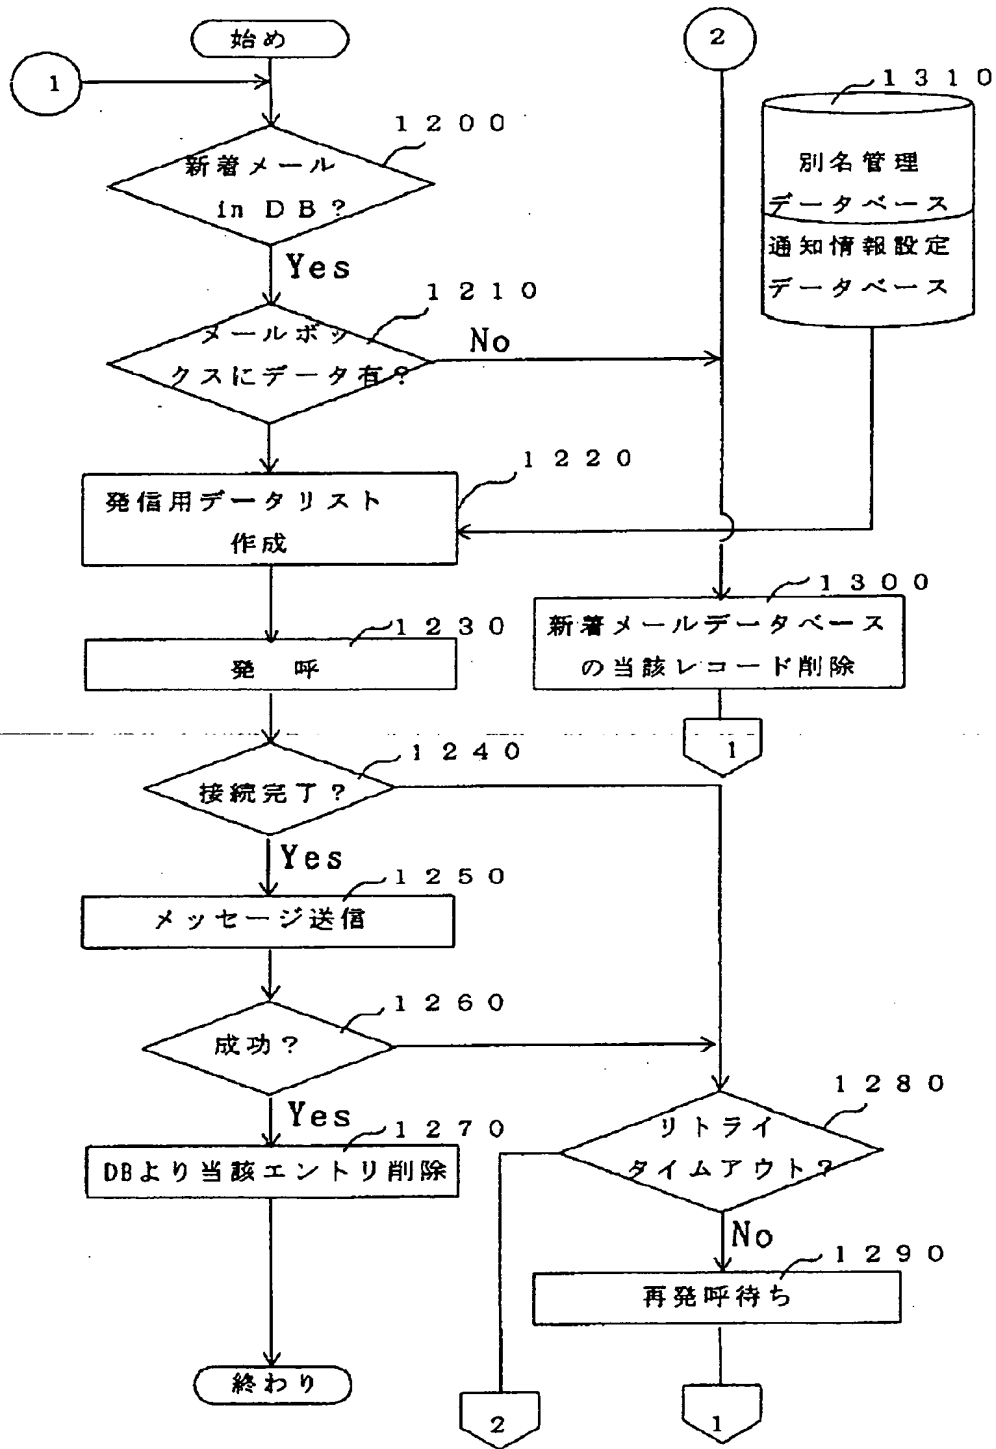 始め
1
2
1310
別名管理
データベース
通知情報設定
データベース
1200
新着メール
in DB?
Yes
1210
メールボッ
クスにデータ有?
No
1220
発信用データリスト
作成
1230
発 呼
1300
新着メールデータベース
の当該レコード削除
1
1240
接続完了?
Yes
1250
メッセージ送信
1260
成功?
Yes
1270
DBより当該エントリ削除
1280
リトライ
タイムアウト?
No
1290
再発呼待ち
終わり
2
1